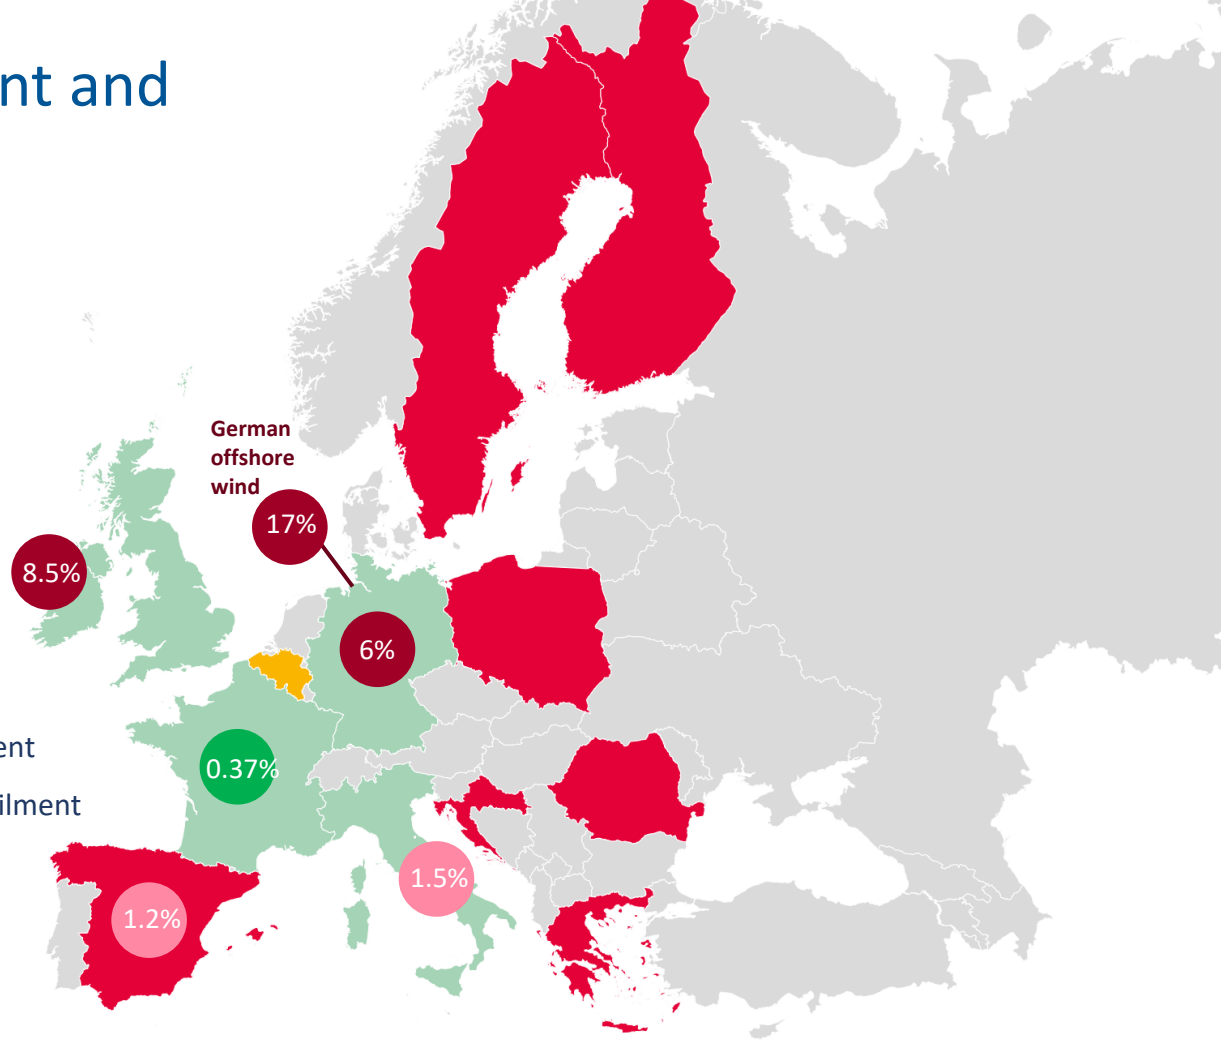 nt and
German
offshore
wind
17%
8.5%
6%
ent
0.37%
ilment
1.5%
1.2%